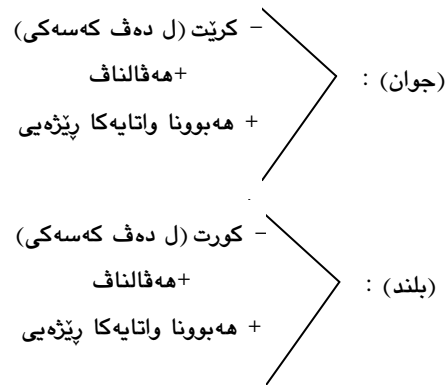 (جوان) :
– کرێت (ل دەڤ کەسەکی)
+هەڤالناڤ
+ هەبوونا واتایەکا ڕێژەیی
(بلند) :
– کورت (ل دەڤ کەسەکی)
+هەڤالناڤ
+ هەبوونا واتایەکا ڕێژەیی